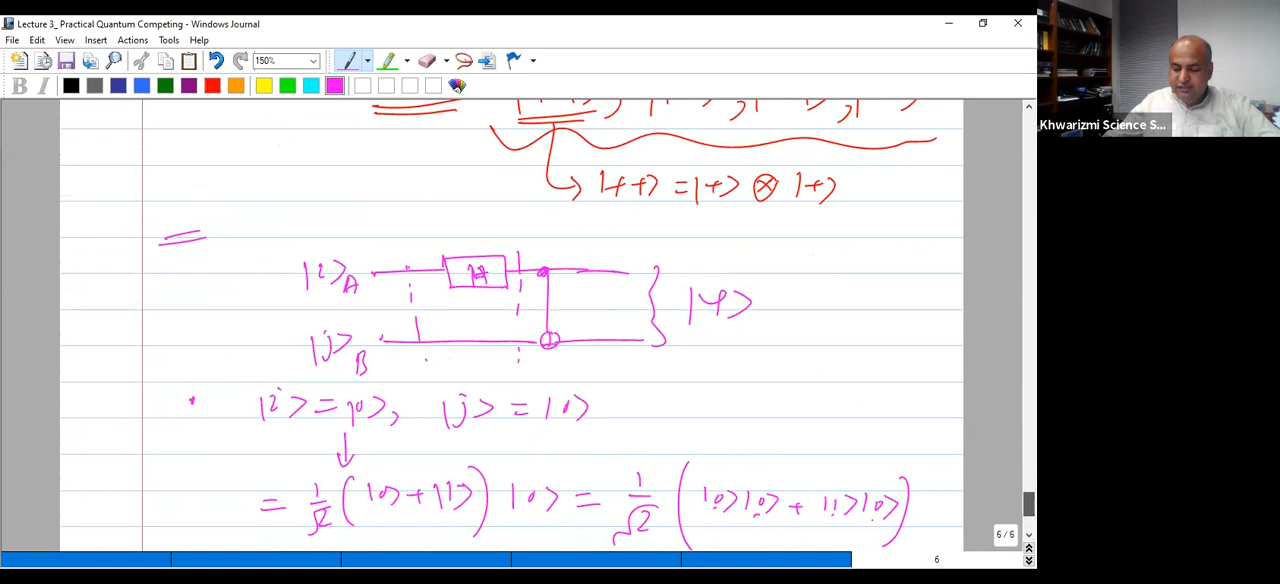 Lecture 3_ Practical Quantum Competing - Windows Journal
File Edit View Insert Actions Tools Help
150%
B I
Khwarizmi Science S...
|++> = |+> ⊗ |+>
|i>A H
|ψ>
|j>B
|i> = |0>, |j> = |0>
= 1/√2 (|0> + |1>) |0> = 1/√2 (|0>|0> + |1>|0>)
6 / 6
6